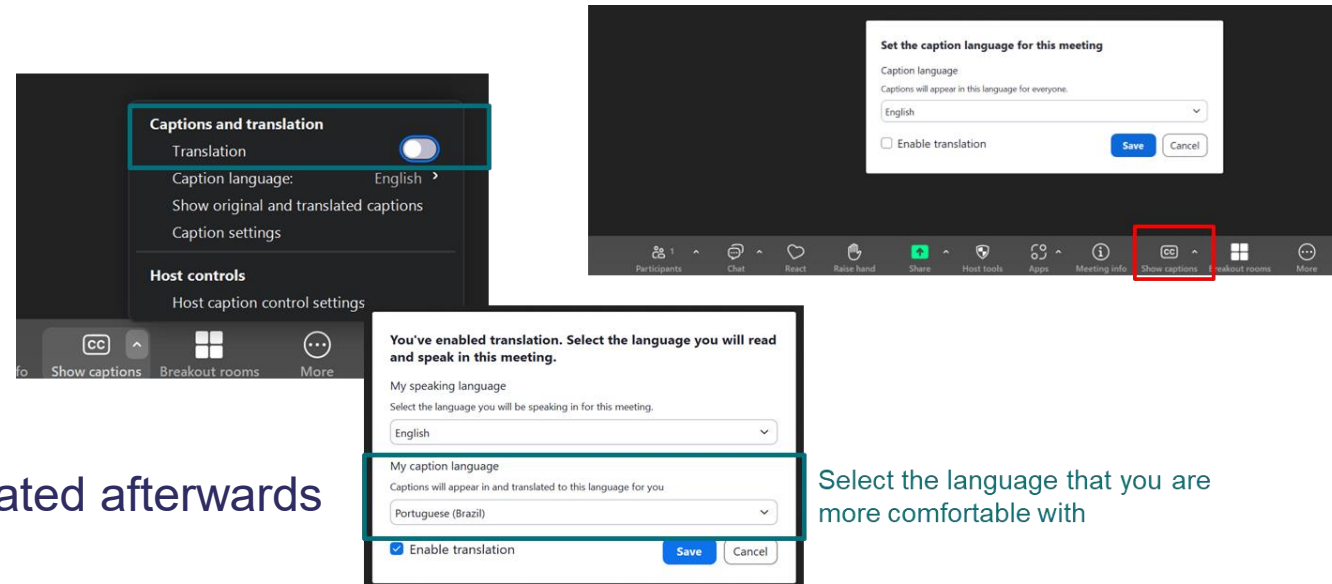 Set the caption language for this meeting
Caption language
Captions will appear in this language for everyone.
English
Enable translation
Save Cancel
Participants 1 Chat React Raise hand Share Host tools Apps Meeting info Show captions Breakout rooms More
Captions and translation
Translation
Caption language: English
Show original and translated captions
Caption settings
Host controls
Host caption control settings
CC
fo Show captions Breakout rooms More
You've enabled translation. Select the language you will read
and speak in this meeting.
My speaking language
Select the language you will be speaking in for this meeting.
English
My caption language
Captions will appear in and translated to this language for you
Portuguese (Brazil)
Enable translation
Save Cancel
ated afterwards
Select the language that you are
more comfortable with